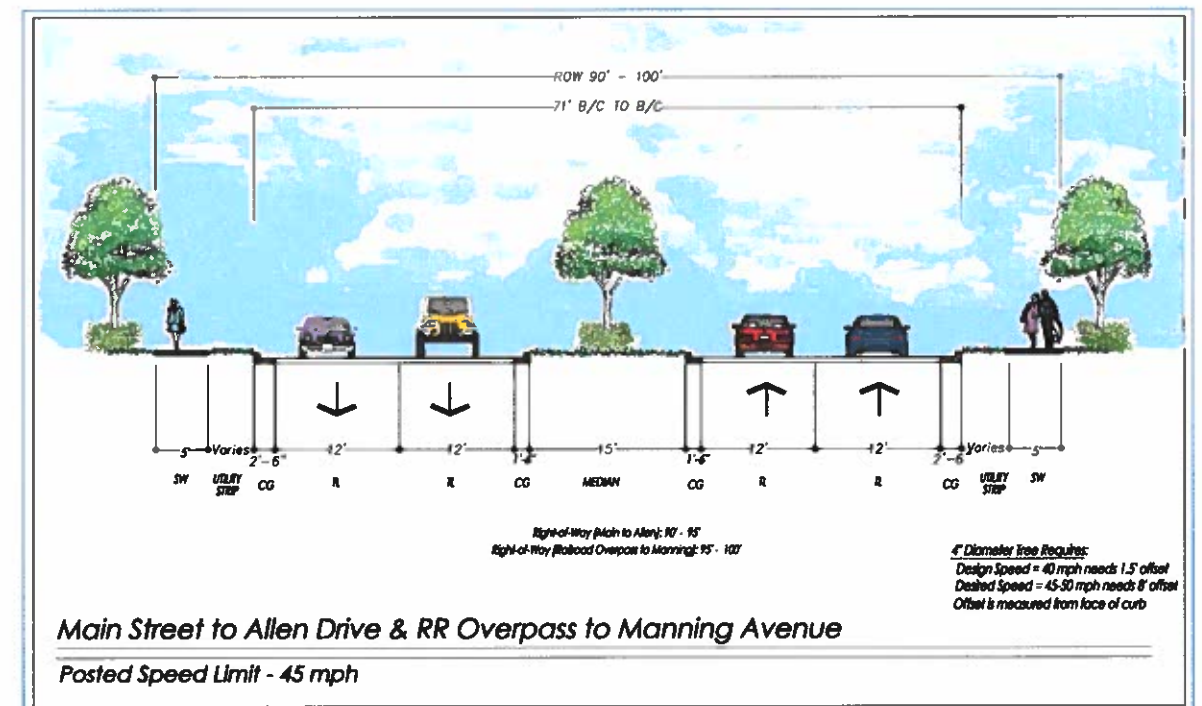 ROW 90' - 100'
71' B/C TO B/C
5' Varies 2'-6" 12' 12' 1'-6" 15' 1'-6" 12' 12' 2'-6 Varies 5'
SW UTILITY STRIP CG TL TL CG MEDIAN CG TL TL CG UTILITY STRIP SW
Right-of-Way (Main to Allen): 90' - 95'
Right-of-Way (Railroad Overpass to Manning): 95' - 100'
4" Diameter Tree Requires:
Design Speed = 40 mph needs 1.5' offset
Desired Speed = 45-50 mph needs 8' offset
Offset is measured from face of curb
Main Street to Allen Drive & RR Overpass to Manning Avenue
Posted Speed Limit - 45 mph